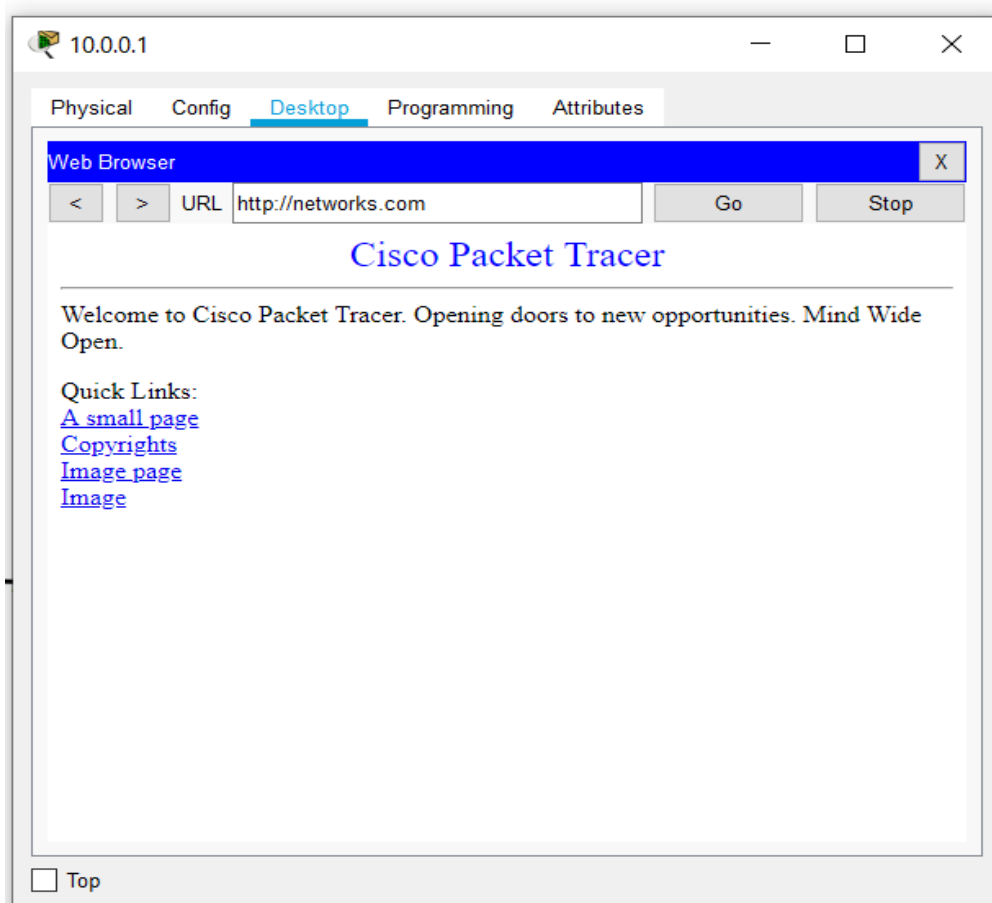 10.0.0.1
Physical Config Desktop Programming Attributes
Web Browser X
< > URL http://networks.com Go Stop
Cisco Packet Tracer
Welcome to Cisco Packet Tracer. Opening doors to new opportunities. Mind Wide
Open.
Quick Links:
A small page
Copyrights
Image page
Image
Top